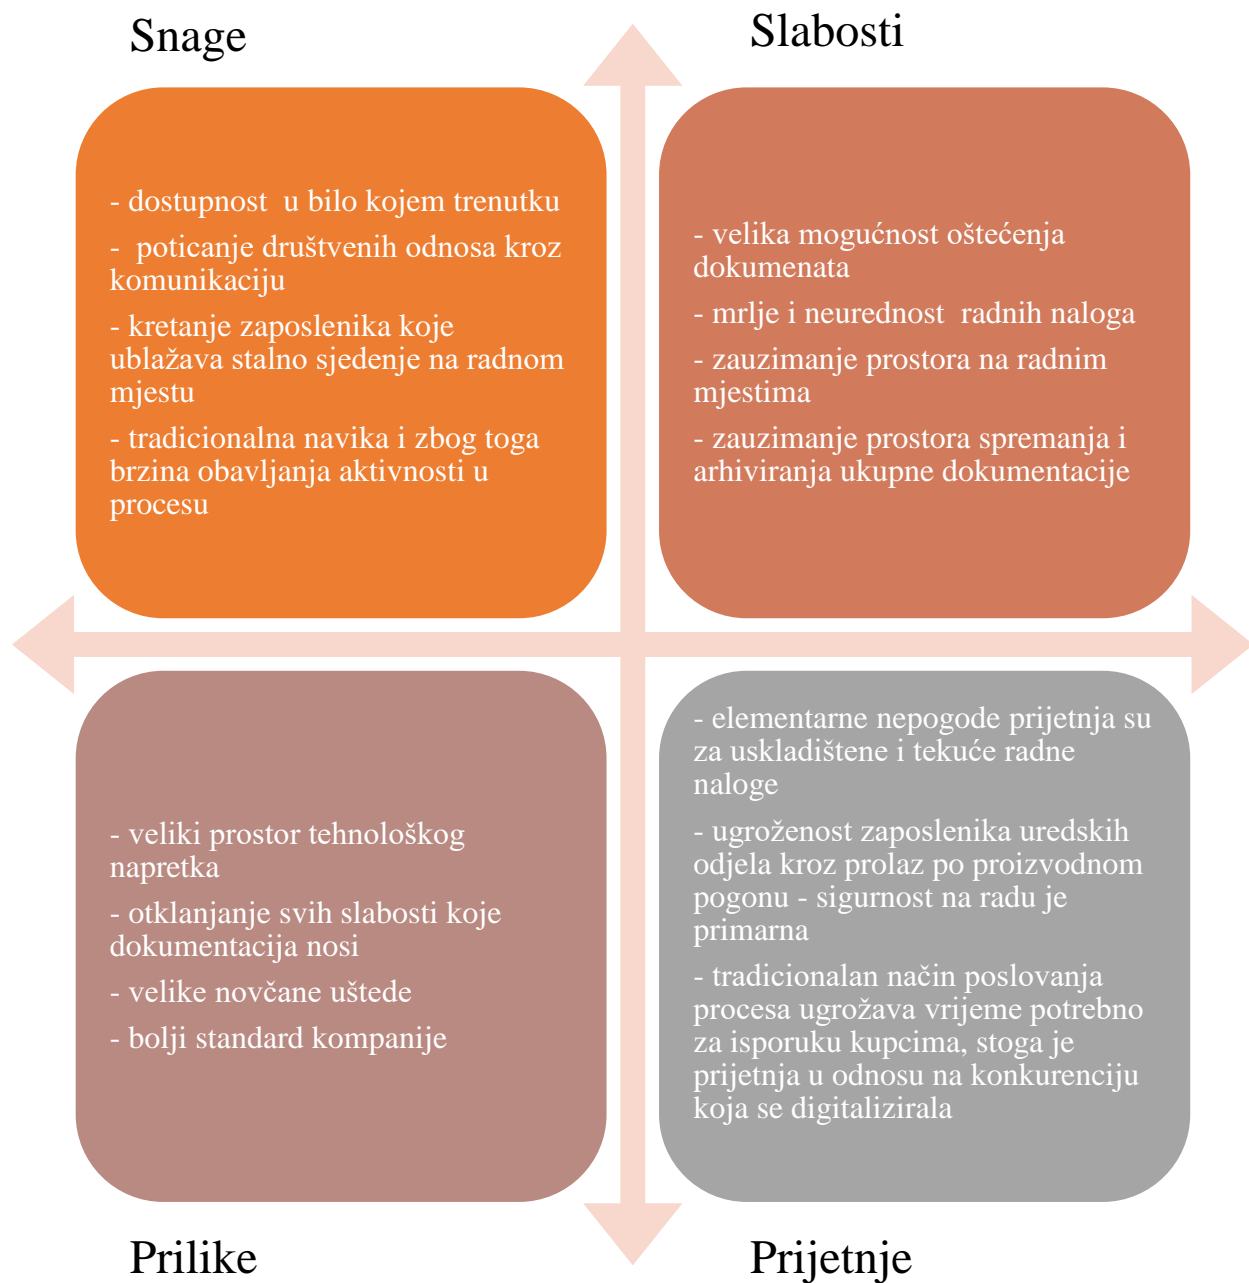 Snage
- dostupnost  u bilo kojem trenutku
-  poticanje društvenih odnosa kroz
komunikaciju
- kretanje zaposlenika koje
ublažava stalno sjedenje na radnom
mjestu
- tradicionalna navika i zbog toga
brzina obavljanja aktivnosti u
procesu
Slabosti
- velika mogućnost oštećenja
dokumenata
- mrlje i neurednost  radnih naloga
- zauzimanje prostora na radnim
mjestima
- zauzimanje prostora spremanja i
arhiviranja ukupne dokumentacije
- veliki prostor tehnološkog
napretka
- otklanjanje svih slabosti koje
dokumentacija nosi
- velike novčane uštede
- bolji standard kompanije
Prilike
- elementarne nepogode prijetnja su
za uskladištene i tekuće radne
naloge
- ugroženost zaposlenika uredskih
odjela kroz prolaz po proizvodnom
pogonu - sigurnost na radu je
primarna
- tradicionalan način poslovanja
procesa ugrožava vrijeme potrebno
za isporuku kupcima, stoga je
prijetnja u odnosu na konkurenciju
koja se digitalizirala
Prijetnje